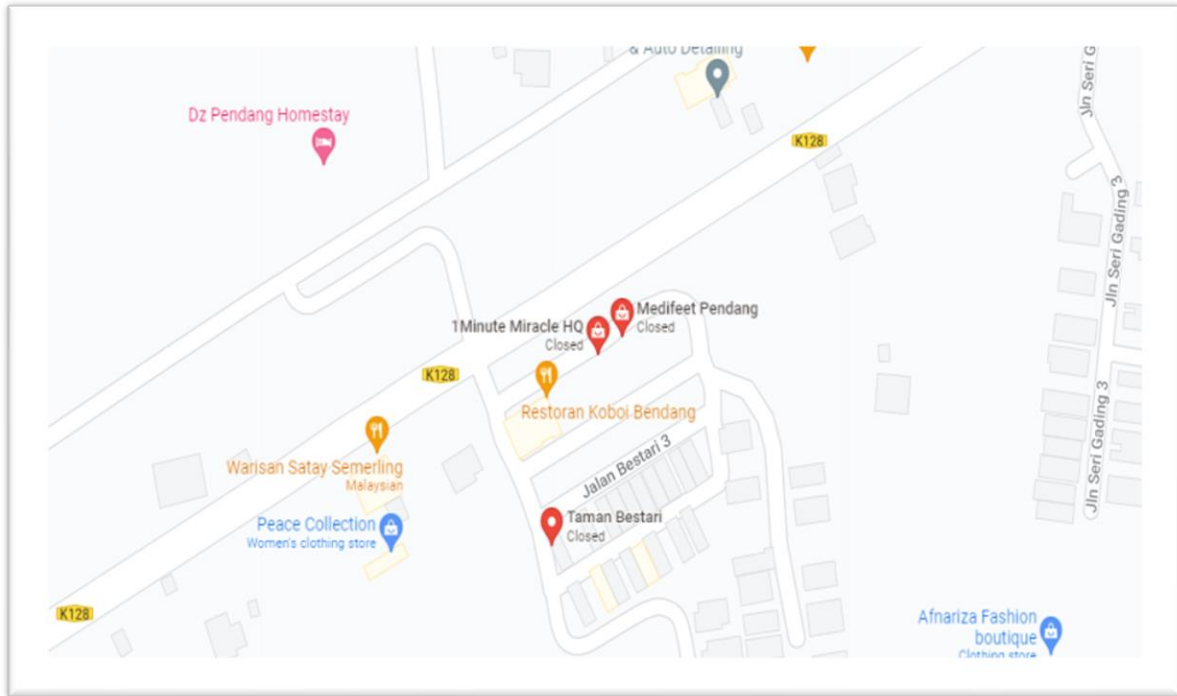 & Auto Detailing
Dz Pendang Homestay
K128
Jln Seri G
Jln Seri Gading 3
Jln Seri Gading 3
1Minute Miracle HQ
Closed
Medifeet Pendang
Closed
K128
Restoran Koboi Bendang
Warisan Satay Semerling
Malaysian
Jalan Bestari 3
Peace Collection
Women's clothing store
Taman Bestari
Closed
K128
Afnariza Fashion
boutique
Clothing store